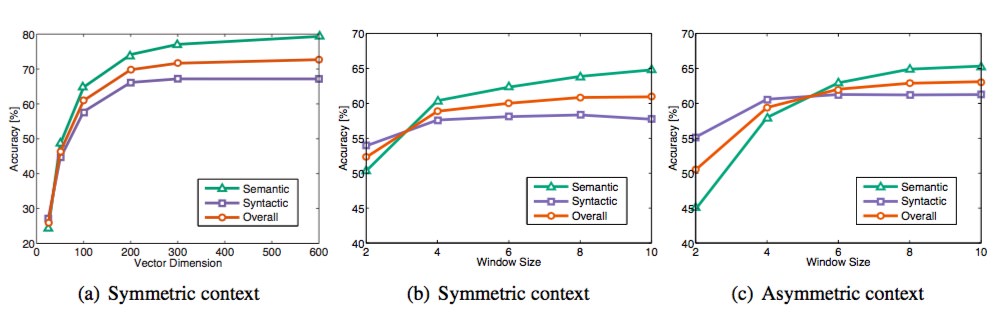 80
70
60
50
40
30
20
0 100 200 300 400 500 600
Accuracy [%]
Vector Dimension
Semantic
Syntactic
Overall
(a) Symmetric context
70
65
60
55
50
45
40
2 4 6 8 10
Accuracy [%]
Window Size
Semantic
Syntactic
Overall
(b) Symmetric context
70
65
60
55
50
45
40
2 4 6 8 10
Accuracy [%]
Window Size
Semantic
Syntactic
Overall
(c) Asymmetric context